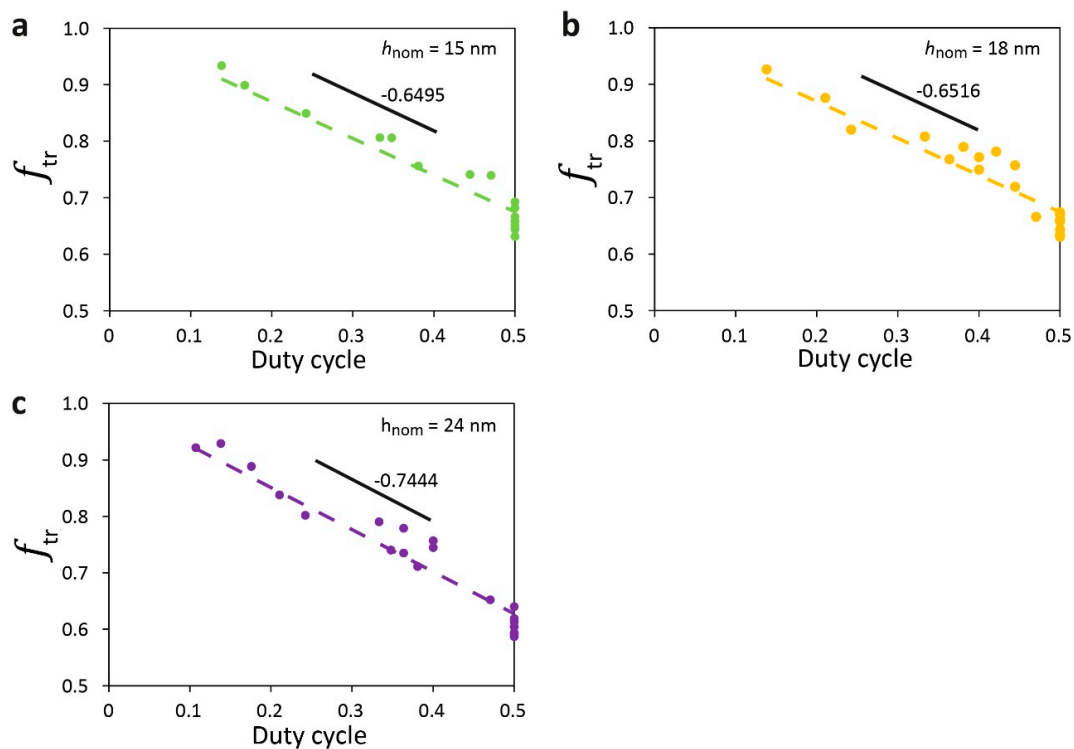 a
h_nom = 15 nm
-0.6495
f_tr
1.0
0.9
0.8
0.7
0.6
0.5
0 0.1 0.2 0.3 0.4 0.5
Duty cycle
b
h_nom = 18 nm
-0.6516
f_tr
1.0
0.9
0.8
0.7
0.6
0.5
0 0.1 0.2 0.3 0.4 0.5
Duty cycle
c
h_nom = 24 nm
-0.7444
f_tr
1.0
0.9
0.8
0.7
0.6
0.5
0 0.1 0.2 0.3 0.4 0.5
Duty cycle